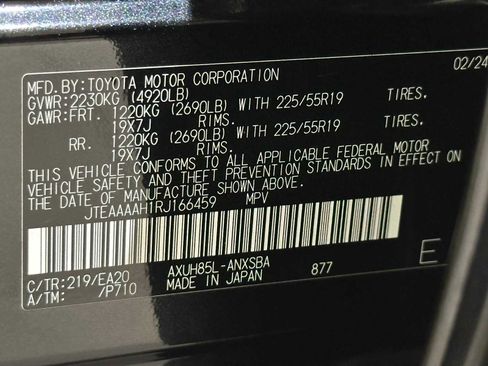 MFD. BY:TOYOTA MOTOR CORPORATION 02/24
GVWR:2230KG (4920LB)
GAWR:FRT. 1220KG (2690LB) WITH 225/55R19 TIRES.
19X7J RIMS.
RR. 1220KG (2690LB) WITH 225/55R19 TIRES.
19X7J RIMS.
THIS VEHICLE CONFORMS TO ALL APPLICABLE FEDERAL MOTOR
VEHICLE SAFETY AND THEFT PREVENTION STANDARDS IN EFFECT ON
THE DATE OF MANUFACTURE SHOWN ABOVE.
JTEAAAAH1RJ166459 MPV
C/TR:219/EA20 AXUH85L-ANXSBA E
A/TM: /P710 MADE IN JAPAN 877